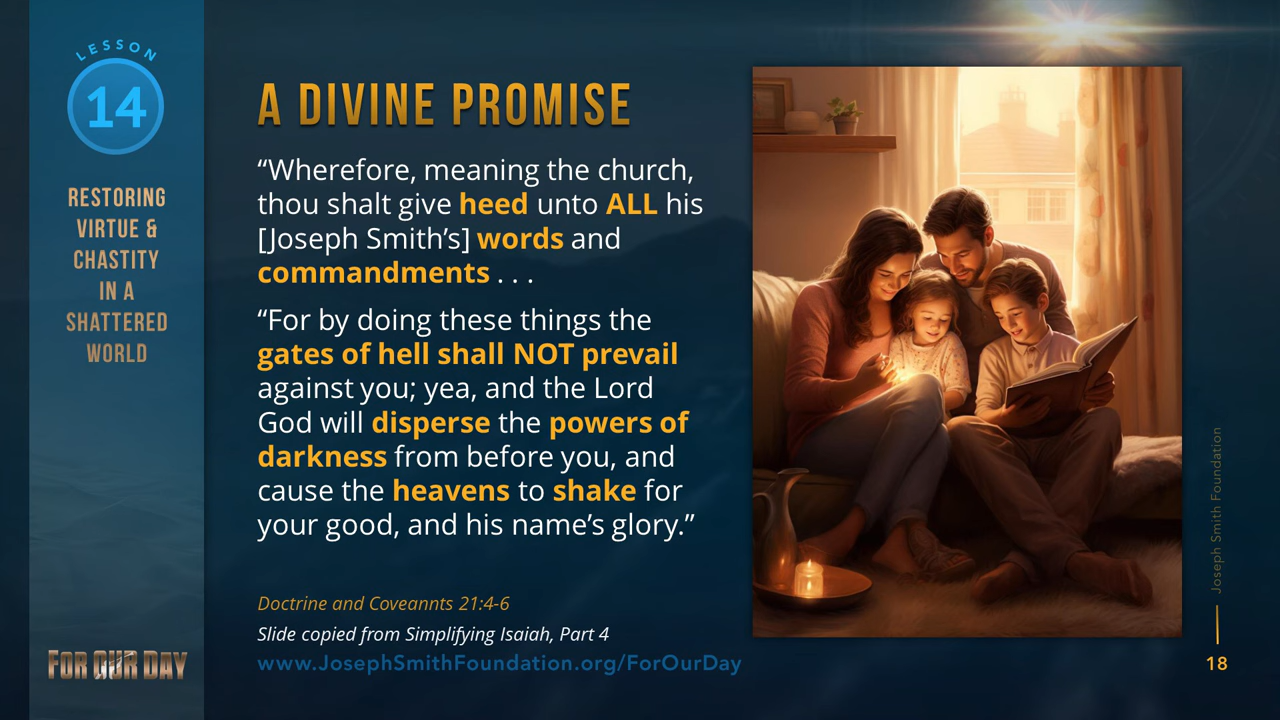 LESSON
14
RESTORING
VIRTUE &
CHASTITY
IN A
SHATTERED
WORLD
FOR OUR DAY
A DIVINE PROMISE
“Wherefore, meaning the church,
thou shalt give heed unto ALL his
[Joseph Smith’s] words and
commandments . . .
“For by doing these things the
gates of hell shall NOT prevail
against you; yea, and the Lord
God will disperse the powers of
darkness from before you, and
cause the heavens to shake for
your good, and his name’s glory.”
Doctrine and Coveannts 21:4-6
Slide copied from Simplifying Isaiah, Part 4
www.JosephSmithFoundation.org/ForOurDay
Joseph Smith Foundation
18